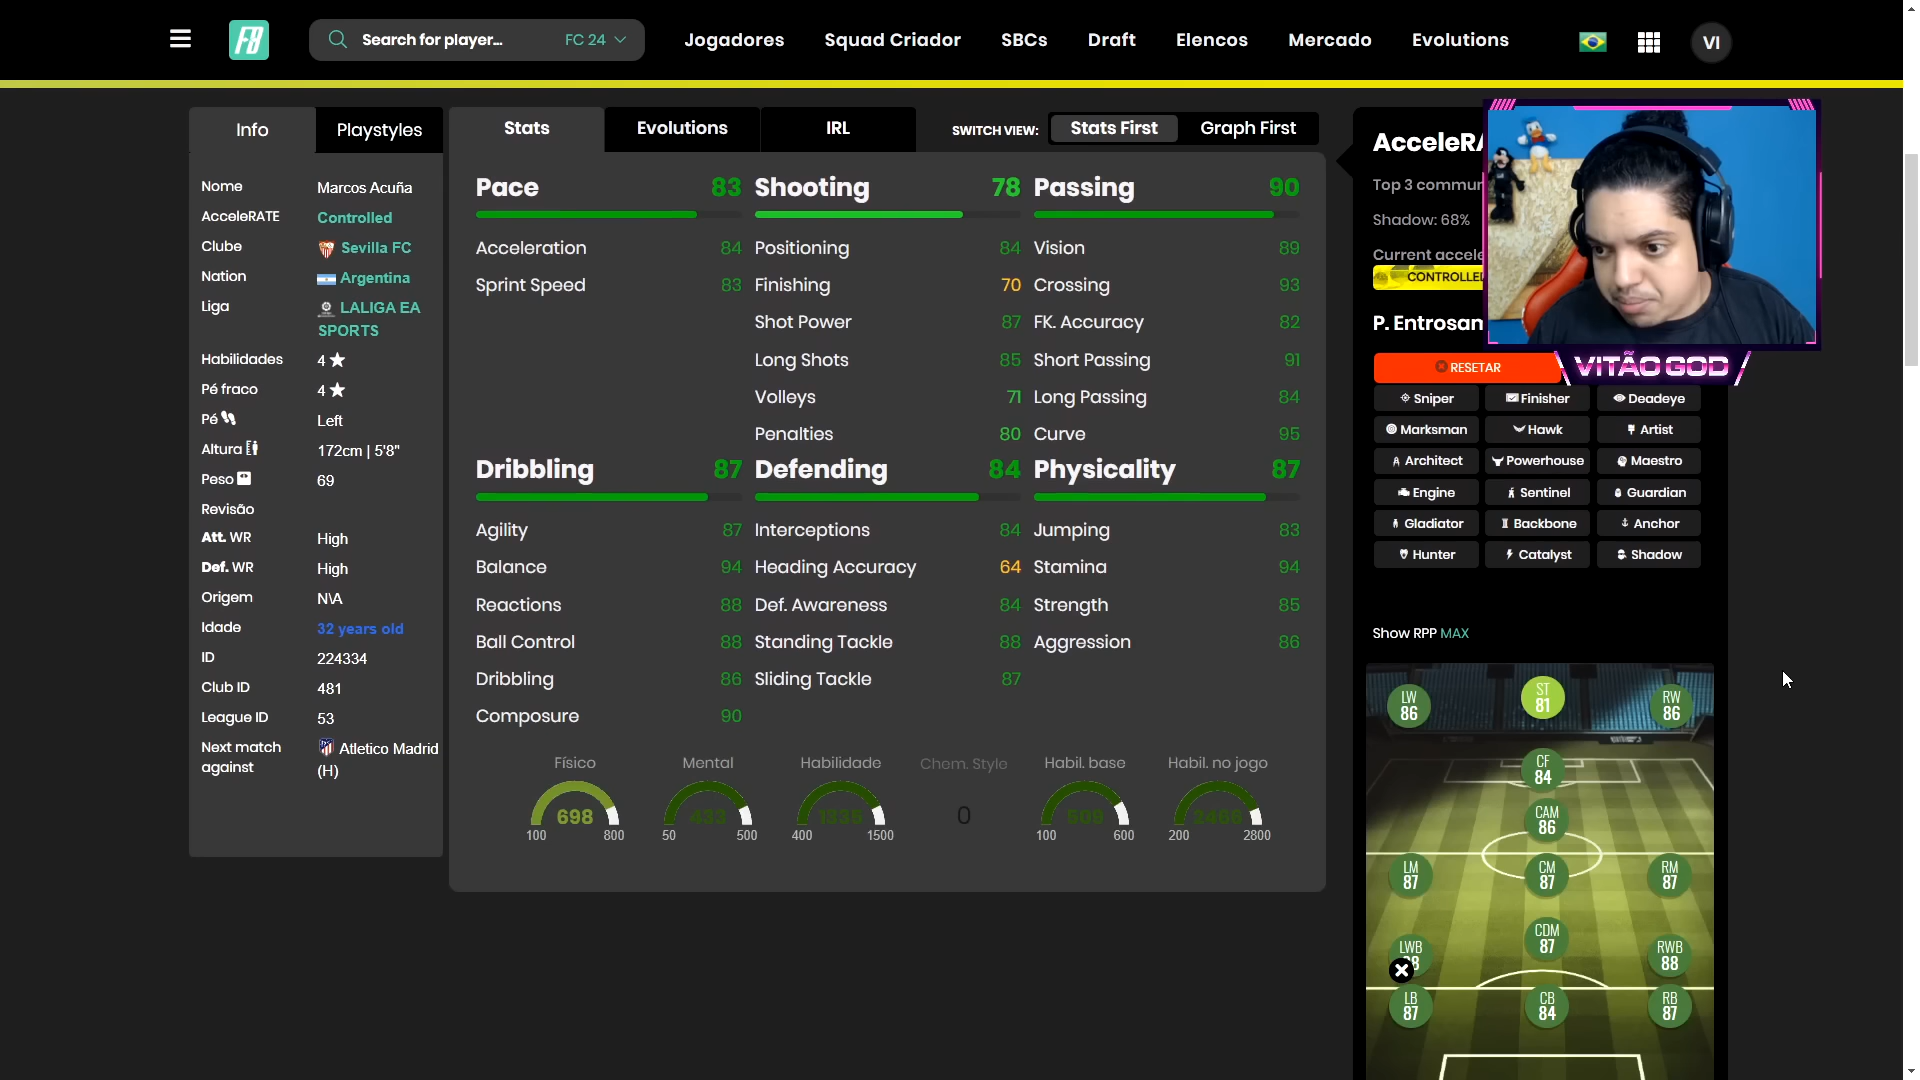 F8
Search for player...
FC 24
Jogadores
Squad Criador
SBCs
Draft
Elencos
Mercado
Evolutions
VI
Info
Playstyles
Nome Marcos Acuña
AcceleRATE Controlled
Clube Sevilla FC
Nation Argentina
Liga LALIGA EA
SPORTS
Habilidades 4
Pé fraco 4
Pé Left
Altura 172cm | 5'8"
Peso 69
Revisão
Att. WR High
Def. WR High
Origem N\A
Idade 32 years old
ID 224334
Club ID 481
League ID 53
Next match
against
Atletico Madrid
(H)
Stats
Evolutions
IRL
SWITCH VIEW:
Stats First
Graph First
Pace 83
Acceleration 84
Sprint Speed 83
Shooting 78
Positioning 84
Finishing 70
Shot Power 87
Long Shots 85
Volleys 71
Penalties 80
Passing 90
Vision 89
Crossing 93
FK. Accuracy 82
Short Passing 91
Long Passing 84
Curve 95
Dribbling 87
Agility 87
Balance 94
Reactions 88
Ball Control 88
Dribbling 86
Composure 90
Defending 84
Interceptions 84
Heading Accuracy 64
Def. Awareness 84
Standing Tackle 88
Sliding Tackle 87
Physicality 87
Jumping 83
Stamina 94
Strength 85
Aggression 86
Físico
698
100 800
Mental
433
50 500
Habilidade
400 1500
Chem. Style
0
Habil. base
509
100 600
Habil. no jogo
2466
200 2800
AcceleRA
Top 3 commun
Shadow: 68%
Current accele
CONTROLLED
P. Entrosam
RESETAR
VITÃO GOD
Sniper Finisher Deadeye
Marksman Hawk Artist
Architect Powerhouse Maestro
Engine Sentinel Guardian
Gladiator Backbone Anchor
Hunter Catalyst Shadow
Show RPP MAX
LW
86
ST
81
RW
86
CF
84
CAM
86
LM
87
CM
87
RM
87
CDM
87
LWB
8
RWB
88
LB
87
CB
84
RB
87